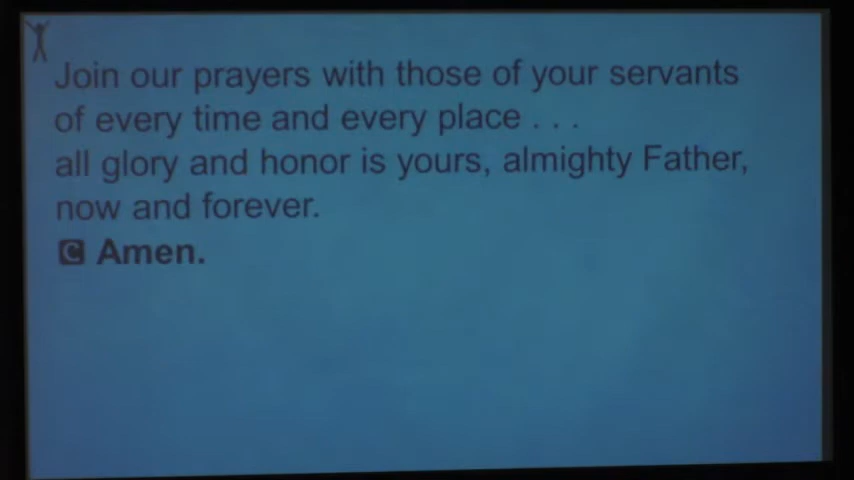 Join our prayers with those of your servants
of every time and every place . . .
all glory and honor is yours, almighty Father,
now and forever.
C Amen.